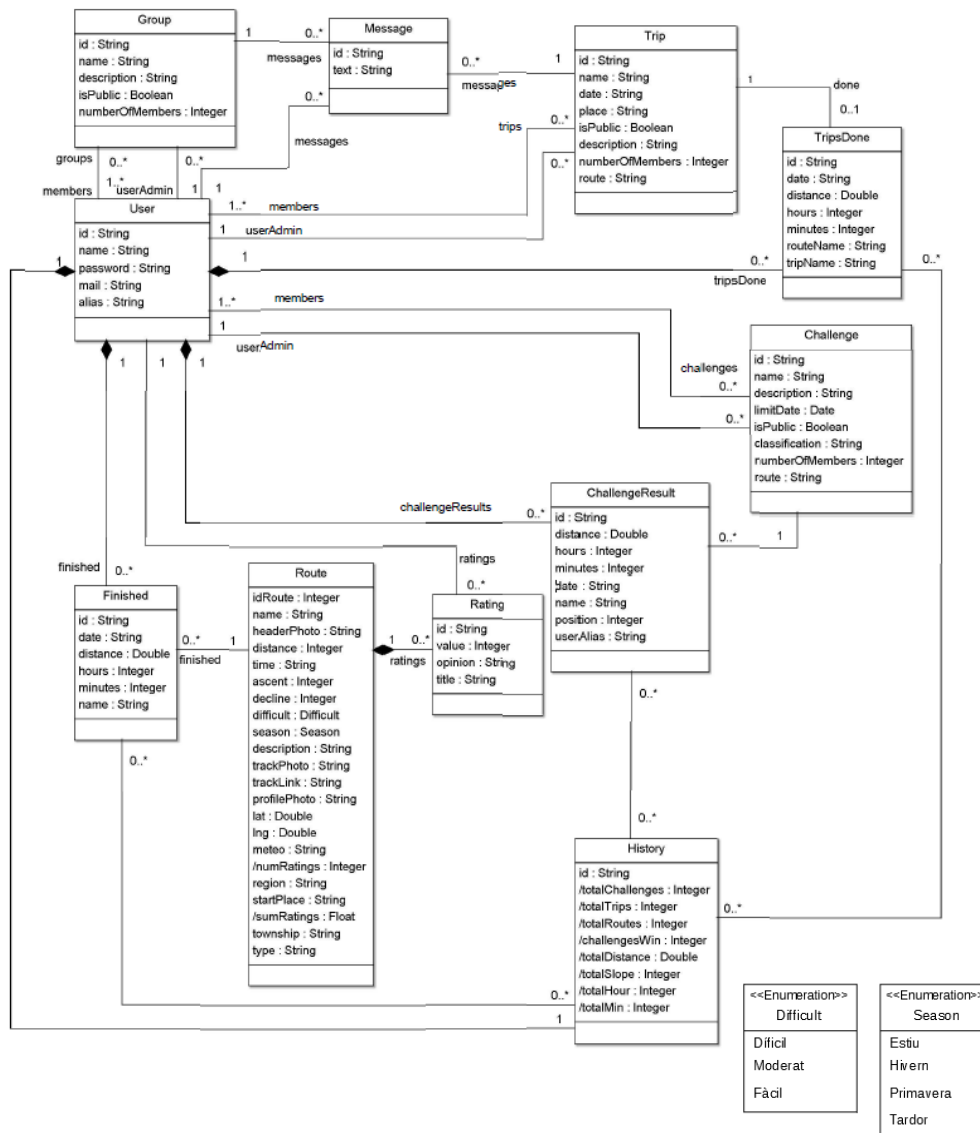 Group
id : String
name : String
description : String
isPublic : Boolean
numberOfMembers : Integer
1
0..*
messages
Message
id : String
text : String
0..*
messages
1
Trip
id : String
name : String
date : String
place : String
isPublic : Boolean
description : String
numberOfMembers : Integer
route : String
1
done
0..1
TripsDone
id : String
date : String
distance : Double
hours : Integer
minutes : Integer
routeName : String
tripName : String
0..*
messages
trips
0..*
0..*
groups
0..*
0..*
members
1..*
userAdmin
1
1
User
id : String
name : String
password : String
mail : String
alias : String
1..*
members
1
userAdmin
1
1
0..*
tripsDone
0..*
1..*
members
1
userAdmin
challenges
0..*
0..*
Challenge
id : String
name : String
description : String
limitDate : Date
isPublic : Boolean
classification : String
numberOfMembers : Integer
route : String
1
1
1
challengeResults
0..*
ChallengeResult
id : String
distance : Double
hours : Integer
minutes : Integer
date : String
name : String
position : Integer
userAlias : String
0..*
1
0..*
finished
0..*
Finished
id : String
date : String
distance : Double
hours : Integer
minutes : Integer
name : String
0..*
0..*
finished
1
Route
idRoute : Integer
name : String
headerPhoto : String
distance : Integer
time : String
ascent : Integer
decline : Integer
difficult : Difficult
season : Season
description : String
trackPhoto : String
trackLink : String
profilePhoto : String
lat : Double
lng : Double
meteo : String
/numRatings : Integer
region : String
startPlace : String
/sumRatings : Float
township : String
type : String
1
0..*
ratings
ratings
0..*
Rating
id : String
value : Integer
opinion : String
title : String
0..*
History
id : String
/totalChallenges : Integer
/totalTrips : Integer
/totalRoutes : Integer
/challengesWin : Integer
/totalDistance : Double
/totalSlope : Integer
/totalHour : Integer
/totalMin : Integer
0..*
0..*
1
<<Enumeration>>
Difficult
Díficil
Moderat
Fàcil
<<Enumeration>>
Season
Estiu
Hivern
Primavera
Tardor